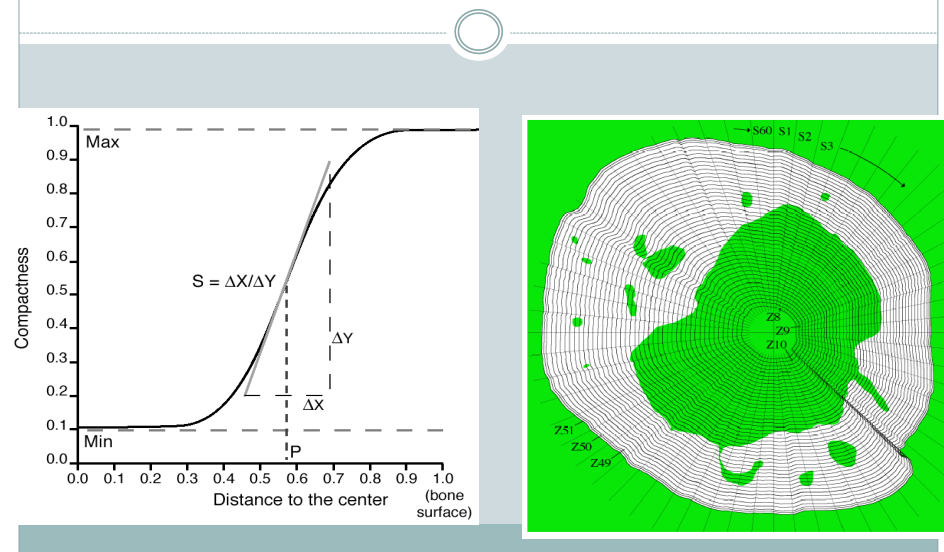 1.0
Max
0.9
0.8
0.7
0.6
S = ΔX/ΔY
0.5
0.4
ΔY
0.3
0.2
ΔX
0.1
Min
P
0.0
Compactness
0.0 0.1 0.2 0.3 0.4 0.5 0.6 0.7 0.8 0.9 1.0
Distance to the center
(bone
surface)
S60 S1 S2
S3
Z8
Z9
Z10
Z51
Z50
Z49